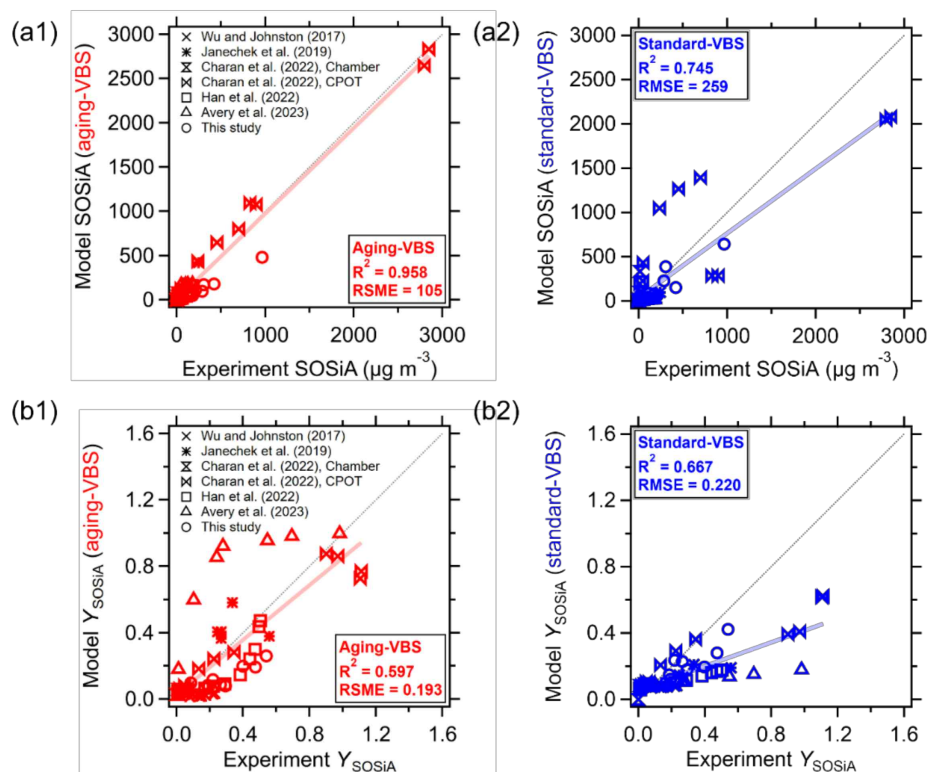 (a1)
Model SOSiA (aging-VBS)
3000
2500
2000
1500
1000
500
0
Wu and Johnston (2017)
Janechek et al. (2019)
Charan et al. (2022), Chamber
Charan et al. (2022), CPOT
Han et al. (2022)
Avery et al. (2023)
This study
Aging-VBS
R² = 0.958
RSME = 105
0 1000 2000 3000
Experiment SOSiA (µg m⁻³)
(a2)
Model SOSiA (standard-VBS)
3000
2500
2000
1500
1000
500
0
Standard-VBS
R² = 0.745
RMSE = 259
0 1000 2000 3000
Experiment SOSiA (µg m⁻³)
(b1)
Model Y_SOSiA (aging-VBS)
1.6
1.2
0.8
0.4
0.0
Wu and Johnston (2017)
Janechek et al. (2019)
Charan et al. (2022), Chamber
Charan et al. (2022), CPOT
Han et al. (2022)
Avery et al. (2023)
This study
Aging-VBS
R² = 0.597
RSME = 0.193
0.0 0.4 0.8 1.2 1.6
Experiment Y_SOSiA
(b2)
Model Y_SOSiA (standard-VBS)
1.6
1.2
0.8
0.4
0.0
Standard-VBS
R² = 0.667
RMSE = 0.220
0.0 0.4 0.8 1.2 1.6
Experiment Y_SOSiA